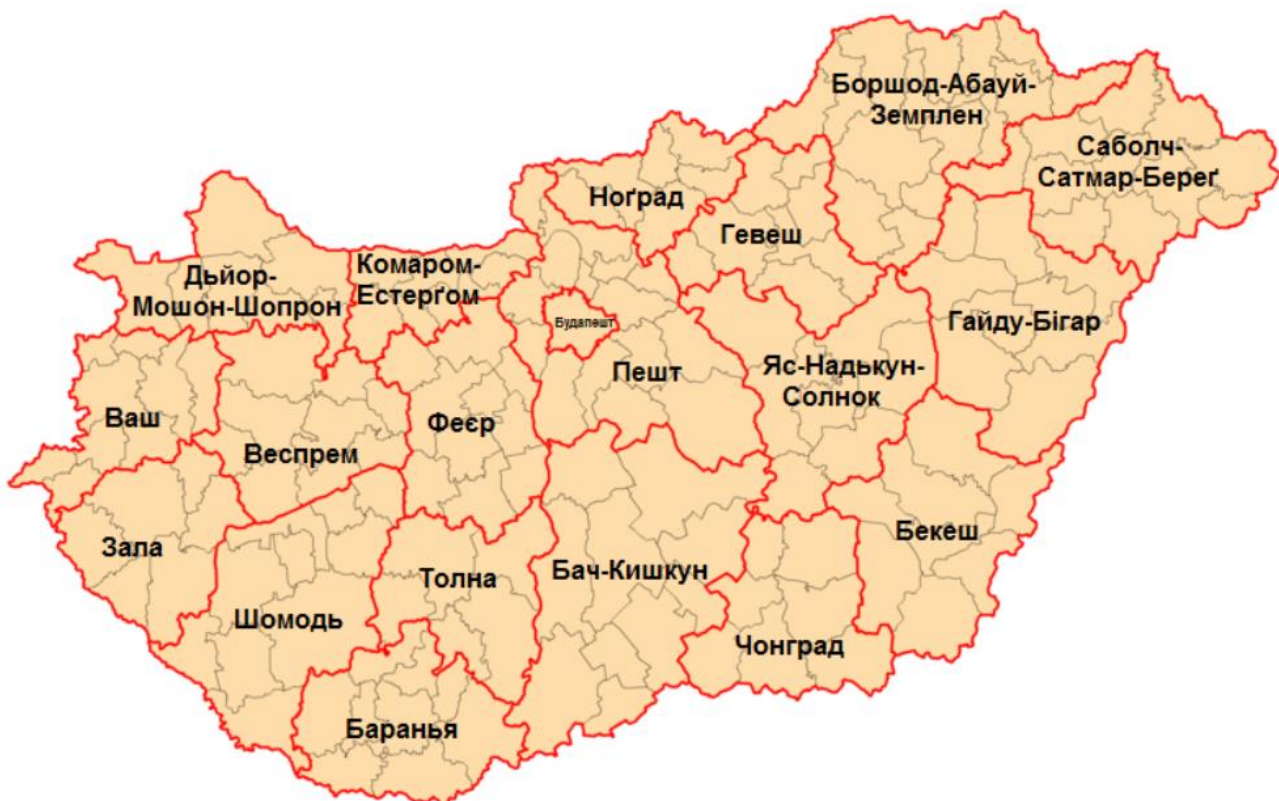 Боршод-Абауй-
Земплен
Саболч-
Сатмар-Береґ
Ноґрад
Гевеш
Дьйор-
Мошон-Шопрон
Комаром-
Естерґом
Будапешт
Гайду-Бігар
Пешт
Яс-Надькун-
Солнок
Ваш
Веспрем
Феєр
Зала
Бекеш
Толна
Бач-Кишкун
Шомодь
Чонград
Баранья